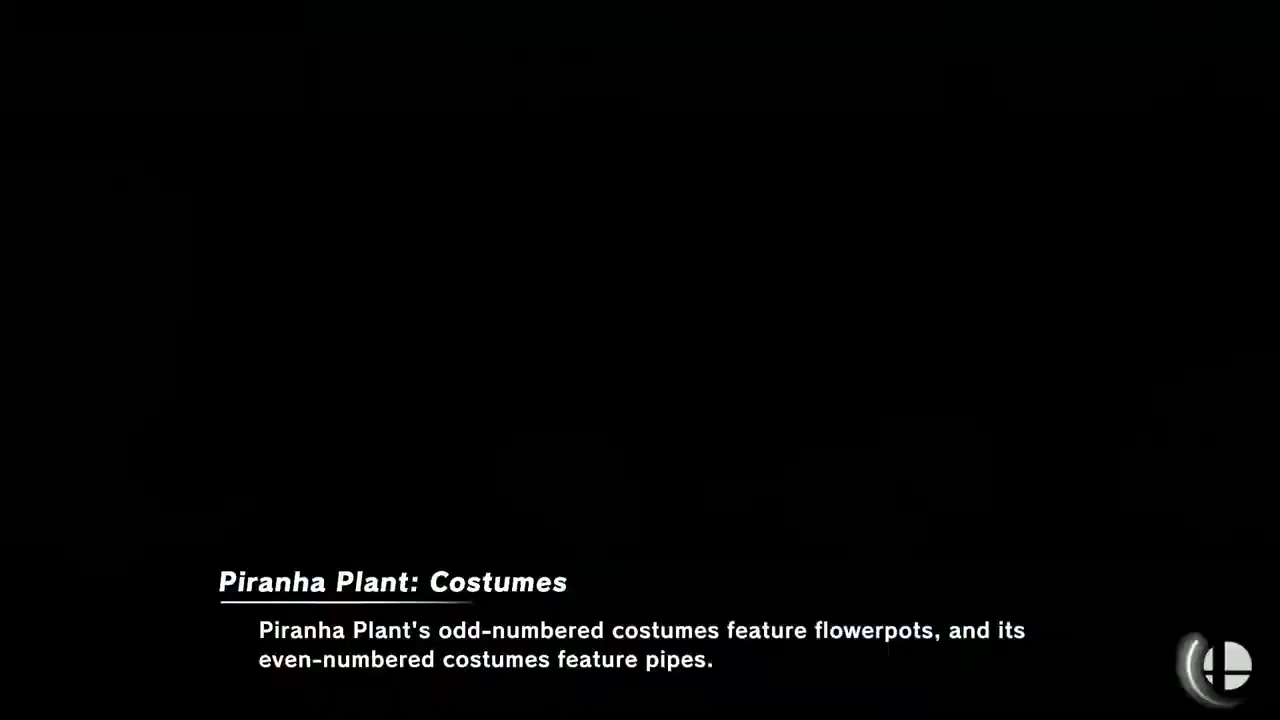 Piranha Plant: Costumes
Piranha Plant's odd-numbered costumes feature flowerpots, and its
even-numbered costumes feature pipes.